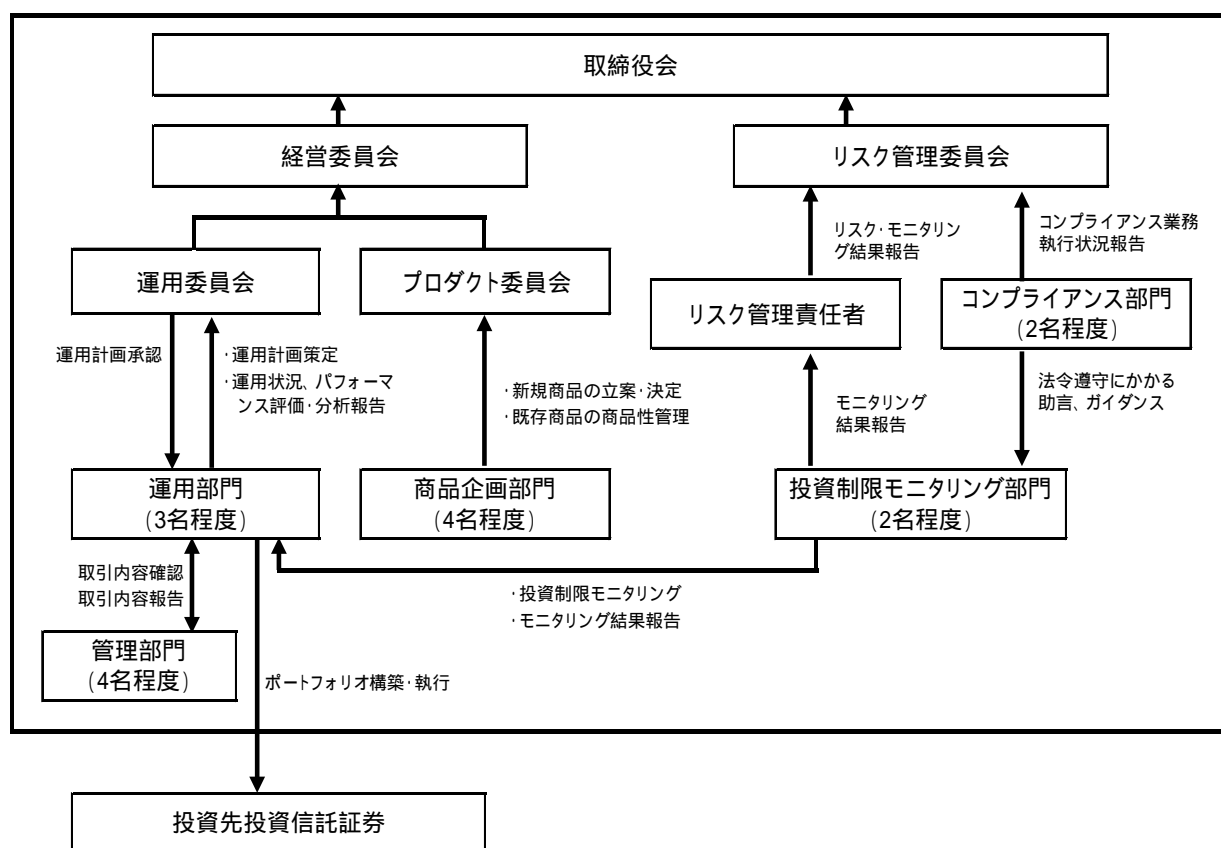 取締役会
経営委員会
リスク管理委員会
リスク・モニタリン
グ結果報告
コンプライアンス業務
執行状況報告
運用委員会
プロダクト委員会
リスク管理責任者
コンプライアンス部門
(2名程度)
運用計画承認
・運用計画策定
・運用状況、パフォーマ
ンス評価・分析報告
・新規商品の立案・決定
・既存商品の商品性管理
モニタリング
結果報告
法令遵守にかかる
助言、ガイダンス
運用部門
(3名程度)
商品企画部門
(4名程度)
投資制限モニタリング部門
(2名程度)
取引内容確認
取引内容報告
・投資制限モニタリング
・モニタリング結果報告
管理部門
(4名程度)
ポートフォリオ構築・執行
投資先投資信託証券